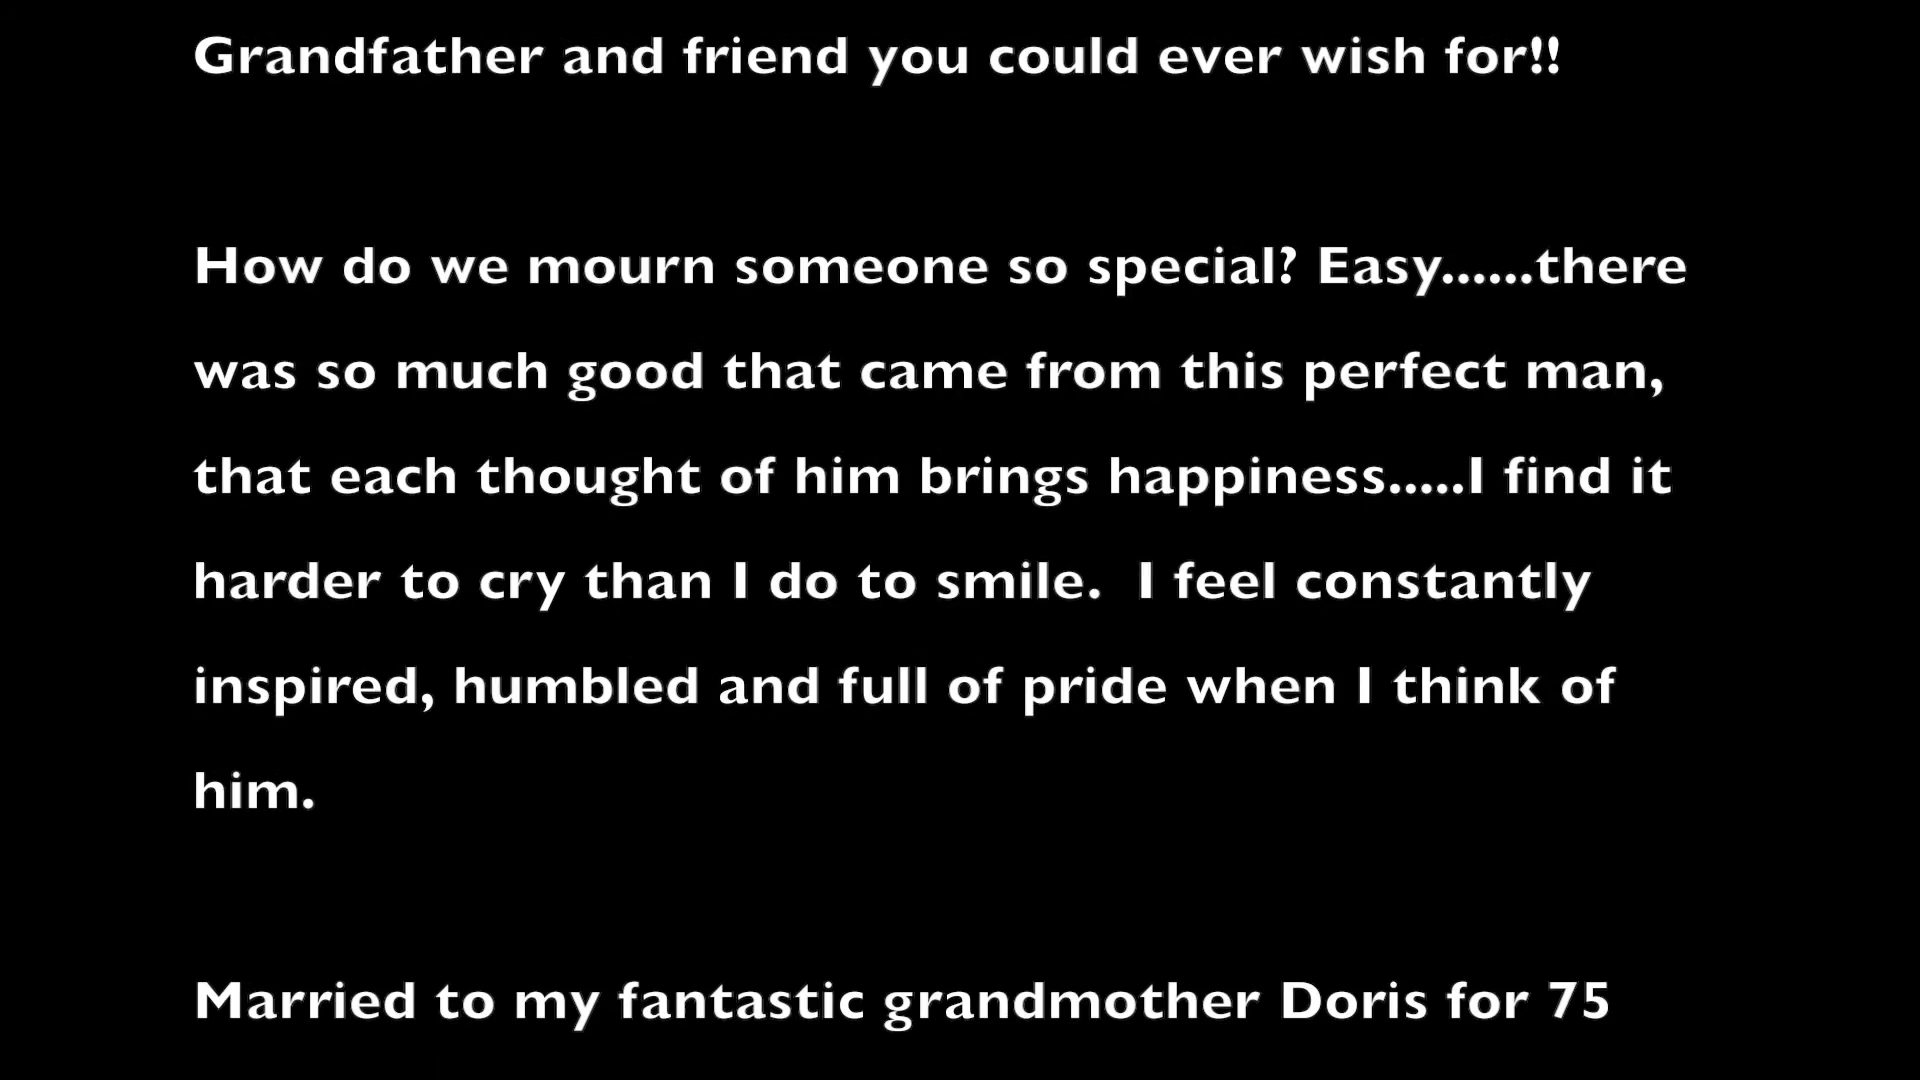 Grandfather and friend you could ever wish for!!
How do we mourn someone so special? Easy......there
was so much good that came from this perfect man,
that each thought of him brings happiness.....I find it
harder to cry than I do to smile.  I feel constantly
inspired, humbled and full of pride when I think of
him.
Married to my fantastic grandmother Doris for 75